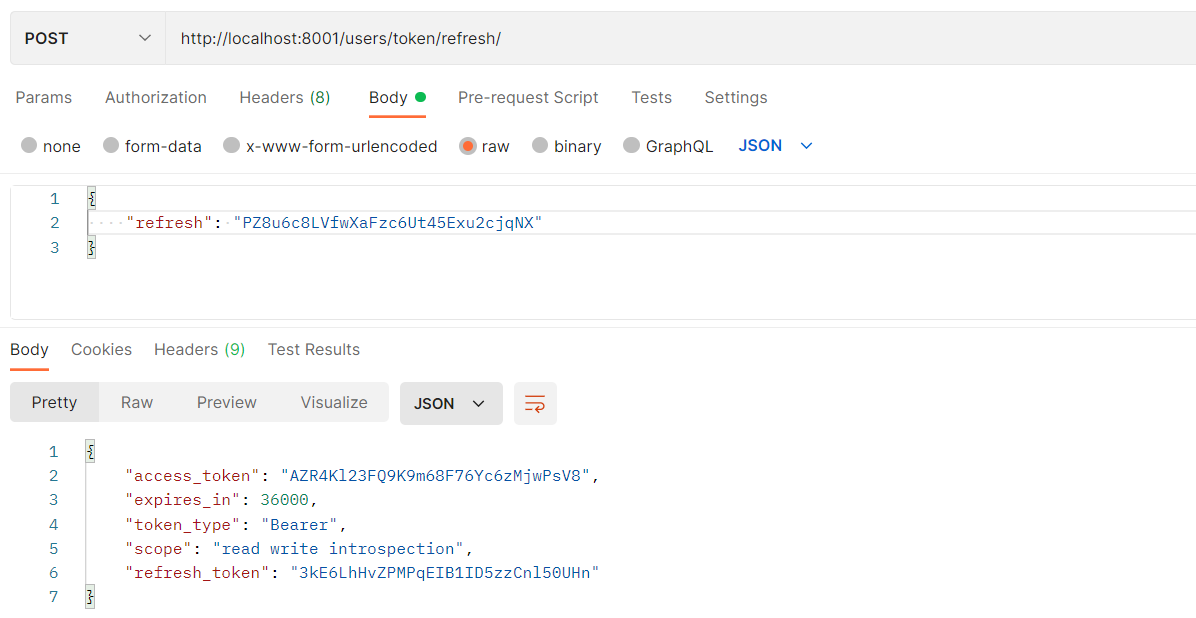 POST http://localhost:8001/users/token/refresh/
Params Authorization Headers (8) Body Pre-request Script Tests Settings
none form-data x-www-form-urlencoded raw binary GraphQL JSON
1 {
2 "refresh": "PZ8u6c8LVfwXaFzc6Ut45Exu2cjqNX"
3 }
Body Cookies Headers (9) Test Results
Pretty Raw Preview Visualize JSON
1 {
2 "access_token": "AZR4Kl23FQ9K9m68F76Yc6zMjwPsV8",
3 "expires_in": 36000,
4 "token_type": "Bearer",
5 "scope": "read write introspection",
6 "refresh_token": "3kE6LhHvZPMPqEIB1ID5zzCnl50UHn"
7 }